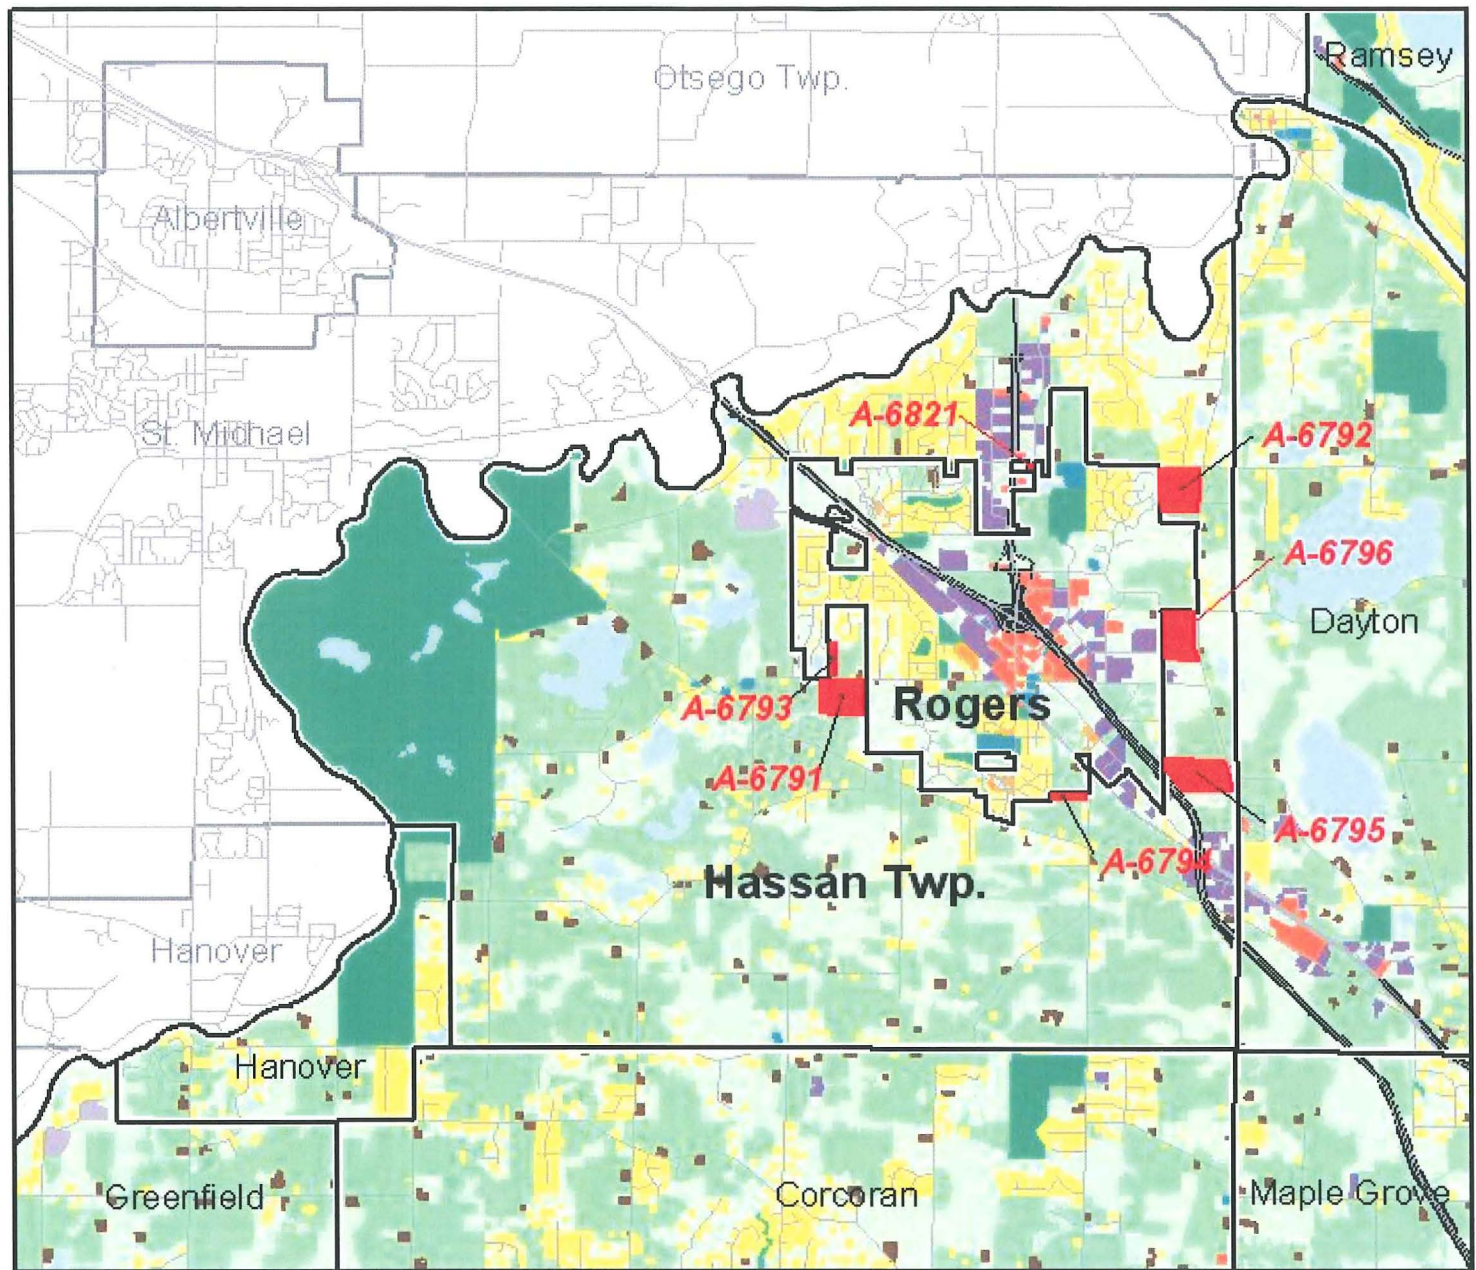 Ramsey
Otsego Twp.
Albertville
A-6821
St. Michael
A-6792
A-6796
Dayton
A-6793
Rogers
A-6791
A-6795
A-6794
Hassan Twp.
Hanover
Hanover
Greenfield
Corcoran
Maple Grove